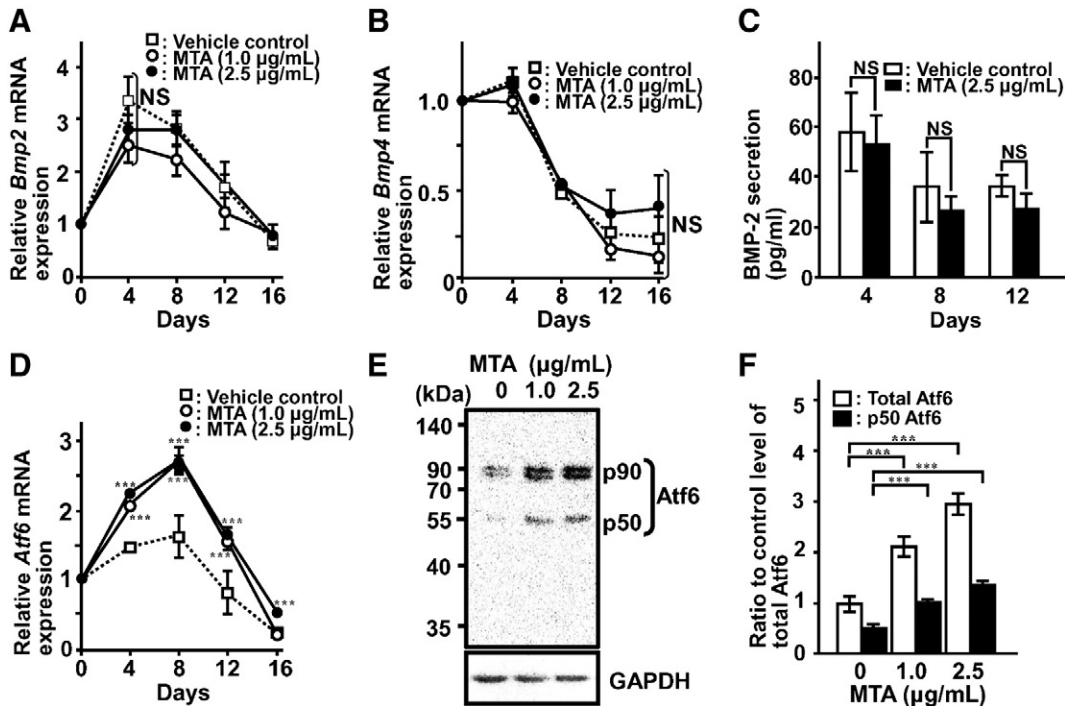 A
□: Vehicle control
○: MTA (1.0 µg/mL)
●: MTA (2.5 µg/mL)
Relative Bmp2 mRNA
expression
4
3
2
1
0
NS
0 4 8 12 16
Days
B
□: Vehicle control
○: MTA (1.0 µg/mL)
●: MTA (2.5 µg/mL)
Relative Bmp4 mRNA
expression
1.0
0.5
0
NS
0 4 8 12 16
Days
C
□: Vehicle control
■: MTA (2.5 µg/mL)
BMP-2 secretion
(pg/ml)
80
60
40
20
0
NS
NS
NS
4 8 12
Days
D
□: Vehicle control
○: MTA (1.0 µg/mL)
●: MTA (2.5 µg/mL)
Relative Atf6 mRNA
expression
3
2
1
0
***
***
***
***
***
***
***
0 4 8 12 16
Days
E
MTA (µg/mL)
(kDa) 0 1.0 2.5
140
90
70
55
40
35
p90
p50
Atf6
GAPDH
F
□: Total Atf6
■: p50 Atf6
Ratio to control level of
total Atf6
5
4
3
2
1
0
***
***
***
***
0 1.0 2.5
MTA (µg/mL)